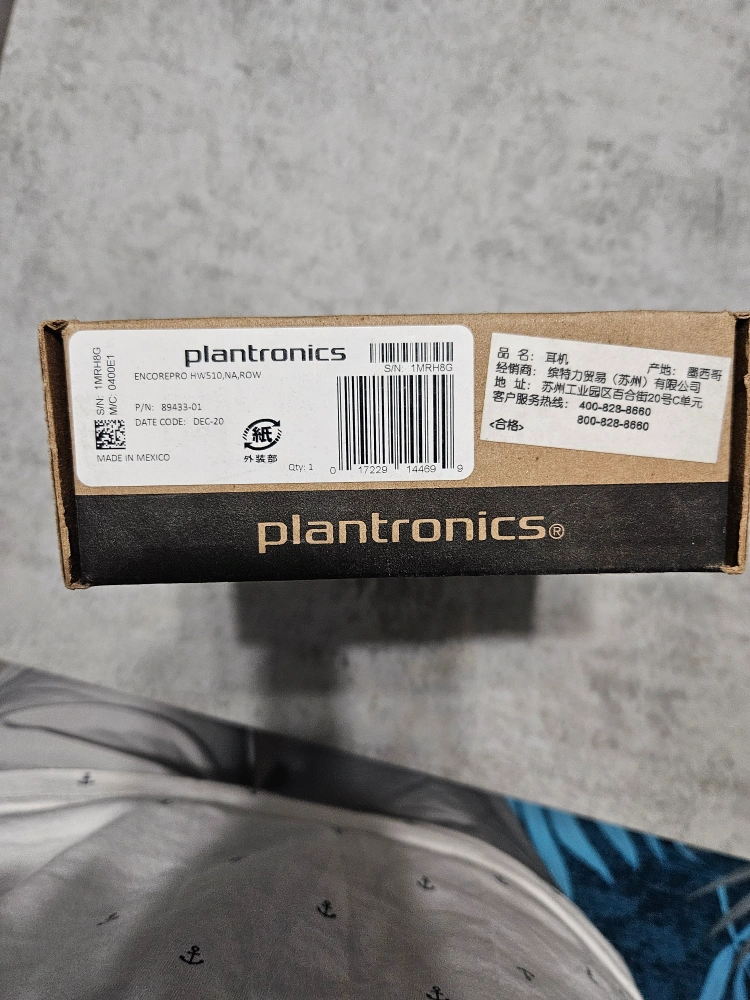 S/N: 1MRH8G
M/C: 0400E1
plantronics
S/N: 1MRH8G
ENCOREPRO HW510,NA,ROW
P/N: 89433-01
DATE CODE: DEC-20
MADE IN MEXICO
紙
外装部
Qty: 1
0 17229 14469 9
品 名: 耳机 产地: 墨西哥
经销商: 缤特力贸易(苏州)有限公司
地 址: 苏州工业园区百合街20号C单元
客户服务热线: 400-828-8660
<合格> 800-828-8660
plantronics®